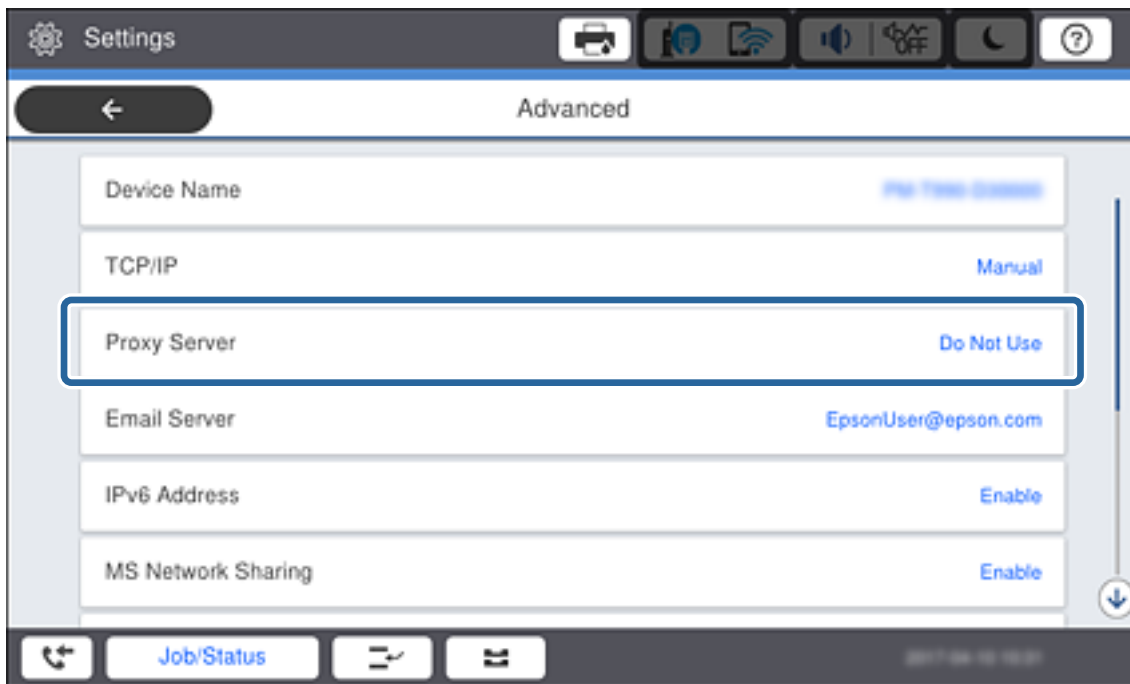 Settings
OFF
?
Advanced
Device Name
TCP/IP
Manual
Proxy Server
Do Not Use
Email Server
EpsonUser@epson.com
IPv6 Address
Enable
MS Network Sharing
Enable
Job/Status